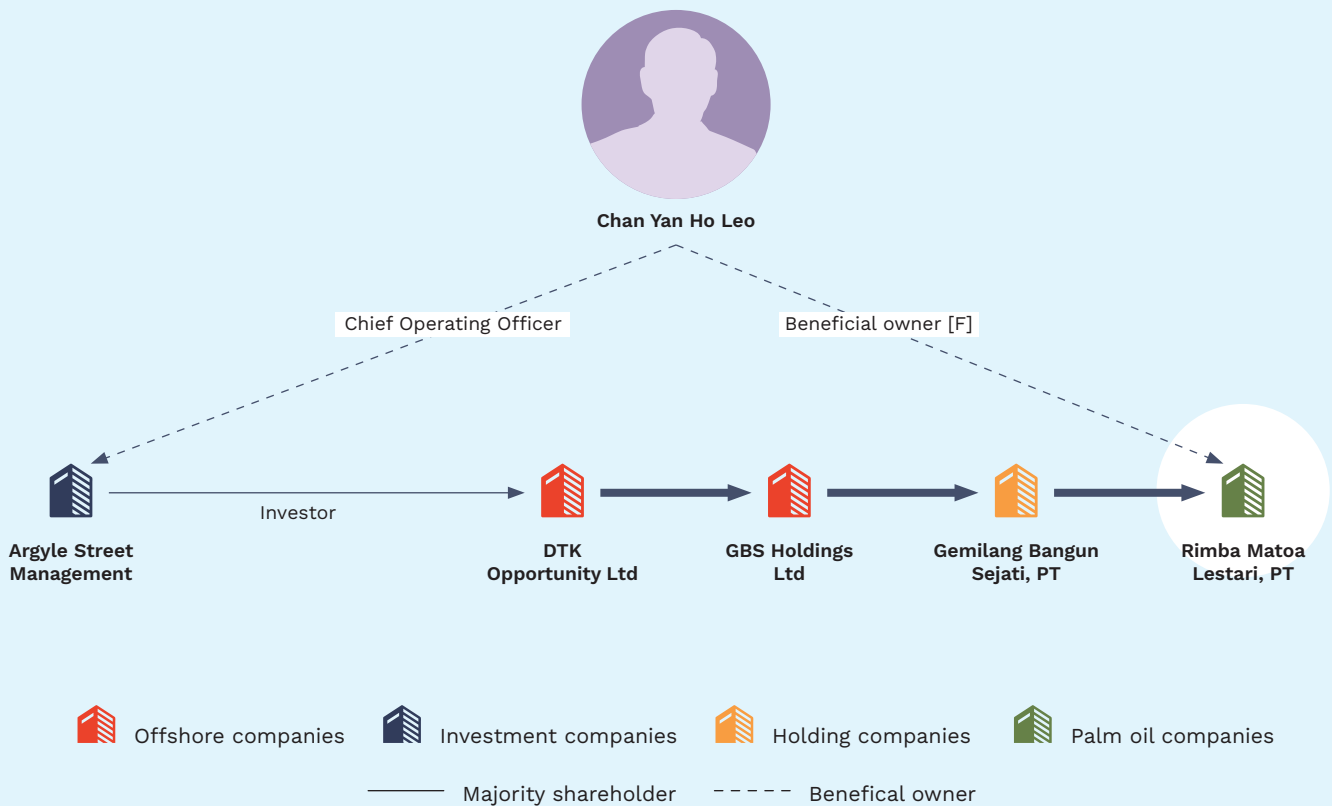 Chan Yan Ho Leo
Chief Operating Officer
Beneficial owner [F]
Investor
Argyle Street
Management
DTK
Opportunity Ltd
GBS Holdings
Ltd
Gemilang Bangun
Sejati, PT
Rimba Matoa
Lestari, PT
Offshore companies
Investment companies
Holding companies
Palm oil companies
Majority shareholder
Benefical owner